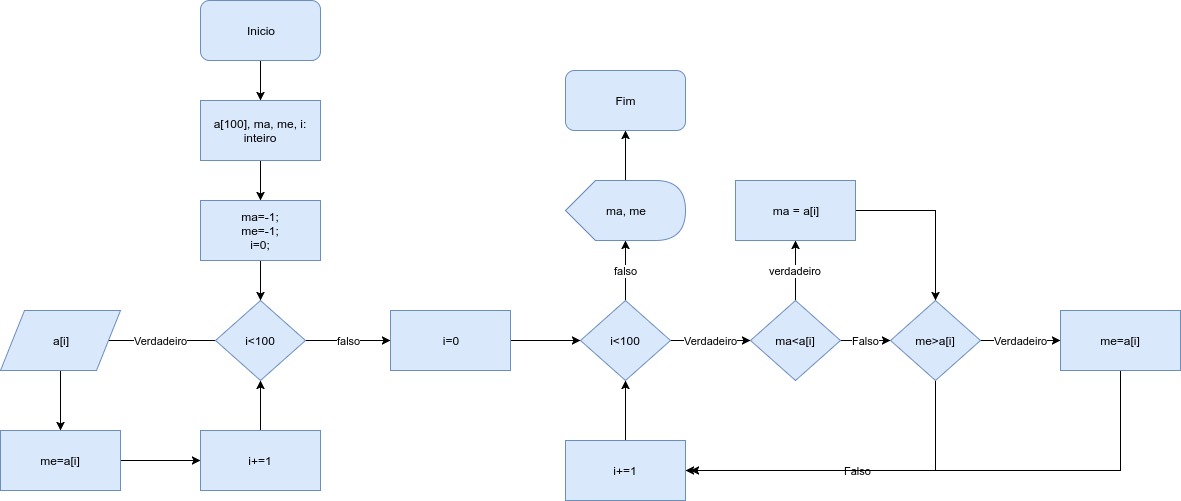 Inicio
a[100], ma, me, i:
inteiro
ma=-1;
me=-1;
i=0;
i<100
Verdadeiro
a[i]
me=a[i]
i+=1
falso
i=0
i<100
falso
ma, me
Fim
Verdadeiro
ma<a[i]
verdadeiro
ma = a[i]
Falso
me>a[i]
Verdadeiro
me=a[i]
Falso
i+=1